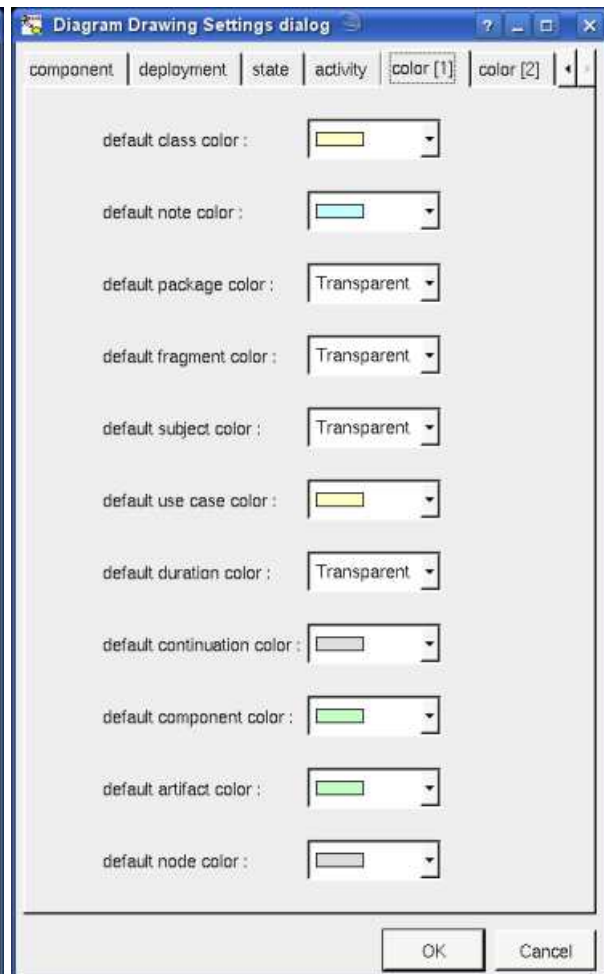 Diagram Drawing Settings dialog
component deployment state activity color [1] color [2]
default class color :
default note color :
default package color : Transparent
default fragment color : Transparent
default subject color : Transparent
default use case color :
default duration color : Transparent
default continuation color :
default component color :
default artifact color :
default node color :
OK Cancel